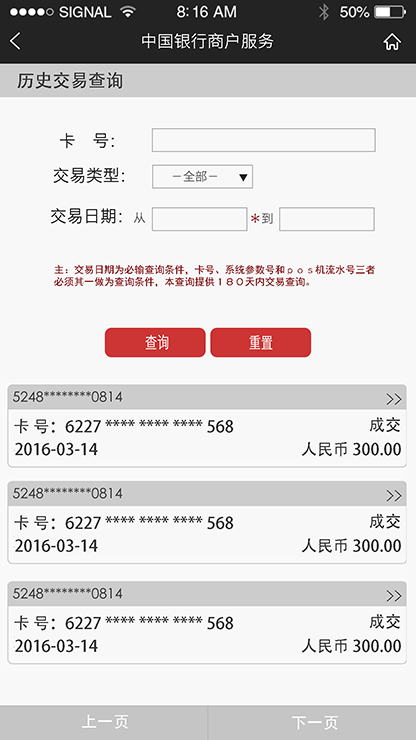 SIGNAL 8:16 AM 50%
中国银行商户服务
历史交易查询
卡 号：
交易类型： －全部－
交易日期：从 *到
主：交易日期为必输查询条件，卡号、系统参数号和pos机流水号三者
必须其一做为查询条件，本查询提供180天内交易查询。
查询 重置
5248********0814 >>
卡 号：6227 **** **** **** 568 成交
2016-03-14 人民币 300.00
5248********0814 >>
卡 号：6227 **** **** **** 568 成交
2016-03-14 人民币 300.00
5248********0814 >>
卡 号：6227 **** **** **** 568 成交
2016-03-14 人民币 300.00
上一页 下一页